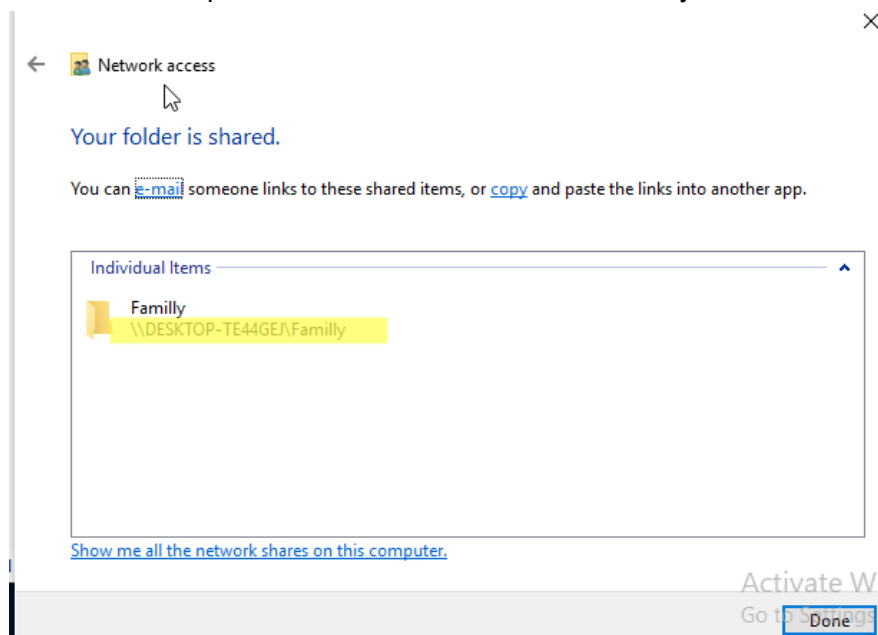 Network access
Your folder is shared.
You can e-mail someone links to these shared items, or copy and paste the links into another app.
Individual Items
Familly
\\DESKTOP-TE44GEJ\Familly
Show me all the network shares on this computer.
Activate W
Go to Settings
Done